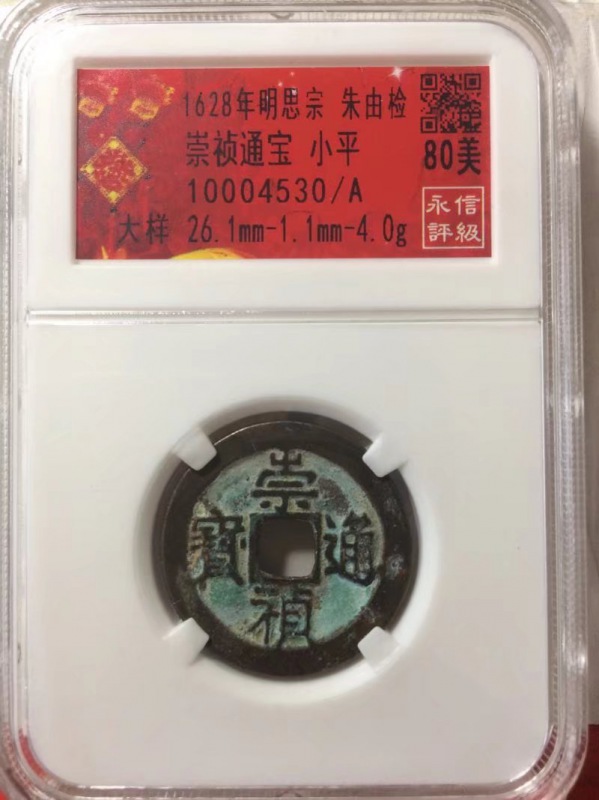 1628年明思宗 朱由检
崇祯通宝 小平
80美
10004530/A
大样 26.1mm-1.1mm-4.0g
永信
評級
崇
寶 通
禎